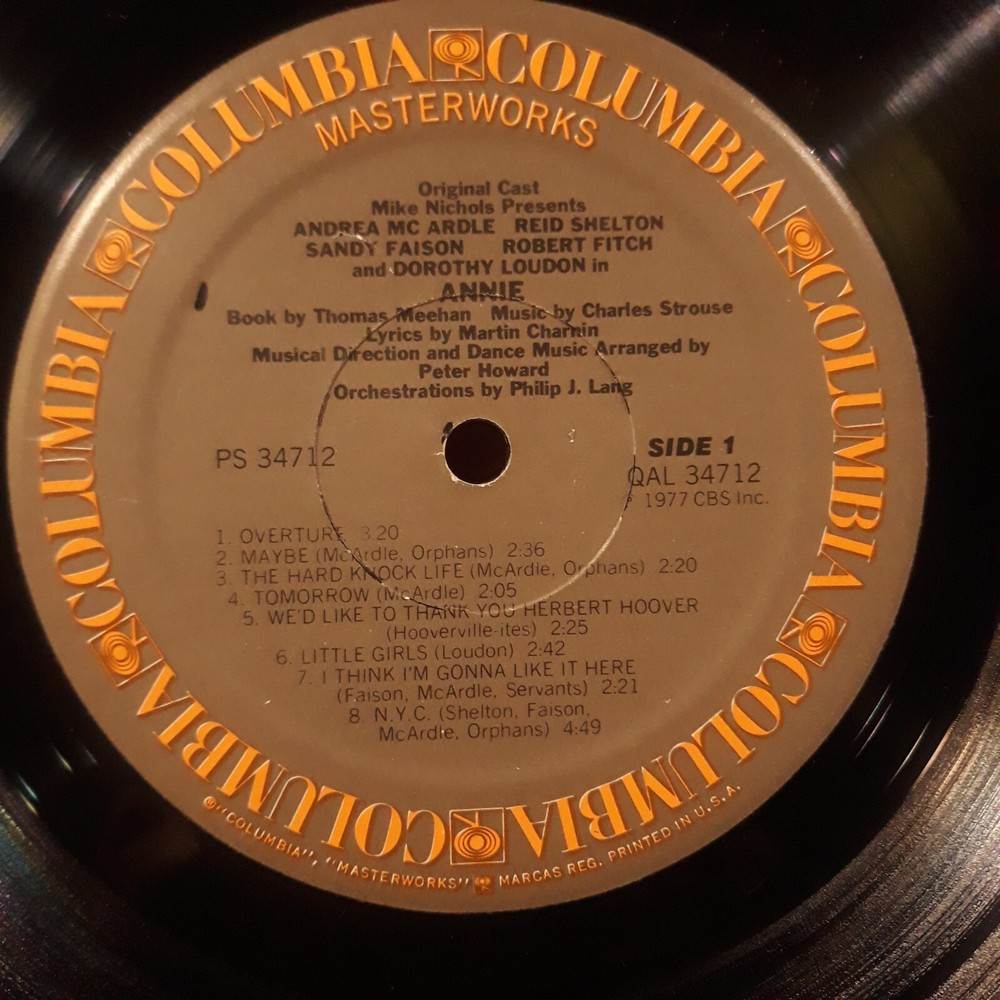 COLUMBIA COLUMBIA COLUMBIA COLUMBIA COLUMBIA COLUMBIA COLUMBIA COLUMBIA
MASTERWORKS
Original Cast
Mike Nichols Presents
ANDREA MC ARDLE REID SHELTON
SANDY FAISON ROBERT FITCH
and DOROTHY LOUDON in
ANNIE
Book by Thomas Meehan Music by Charles Strouse
Lyrics by Martin Charnin
Musical Direction and Dance Music Arranged by
Peter Howard
Orchestrations by Philip J. Lang
PS 34712
SIDE 1
QAL 34712
℗ 1977 CBS Inc.
1. OVERTURE 3:20
2. MAYBE (McArdle, Orphans) 2:36
3. THE HARD KNOCK LIFE (McArdle, Orphans) 2:20
4. TOMORROW (McArdle) 2:05
5. WE'D LIKE TO THANK YOU HERBERT HOOVER
(Hooverville-ites) 2:25
6. LITTLE GIRLS (Loudon) 2:42
7. I THINK I'M GONNA LIKE IT HERE
(Faison, McArdle, Servants) 2:21
8. N.Y.C. (Shelton, Faison,
McArdle, Orphans) 4:49
®"COLUMBIA", "MASTERWORKS" MARCAS REG. PRINTED IN U.S.A.